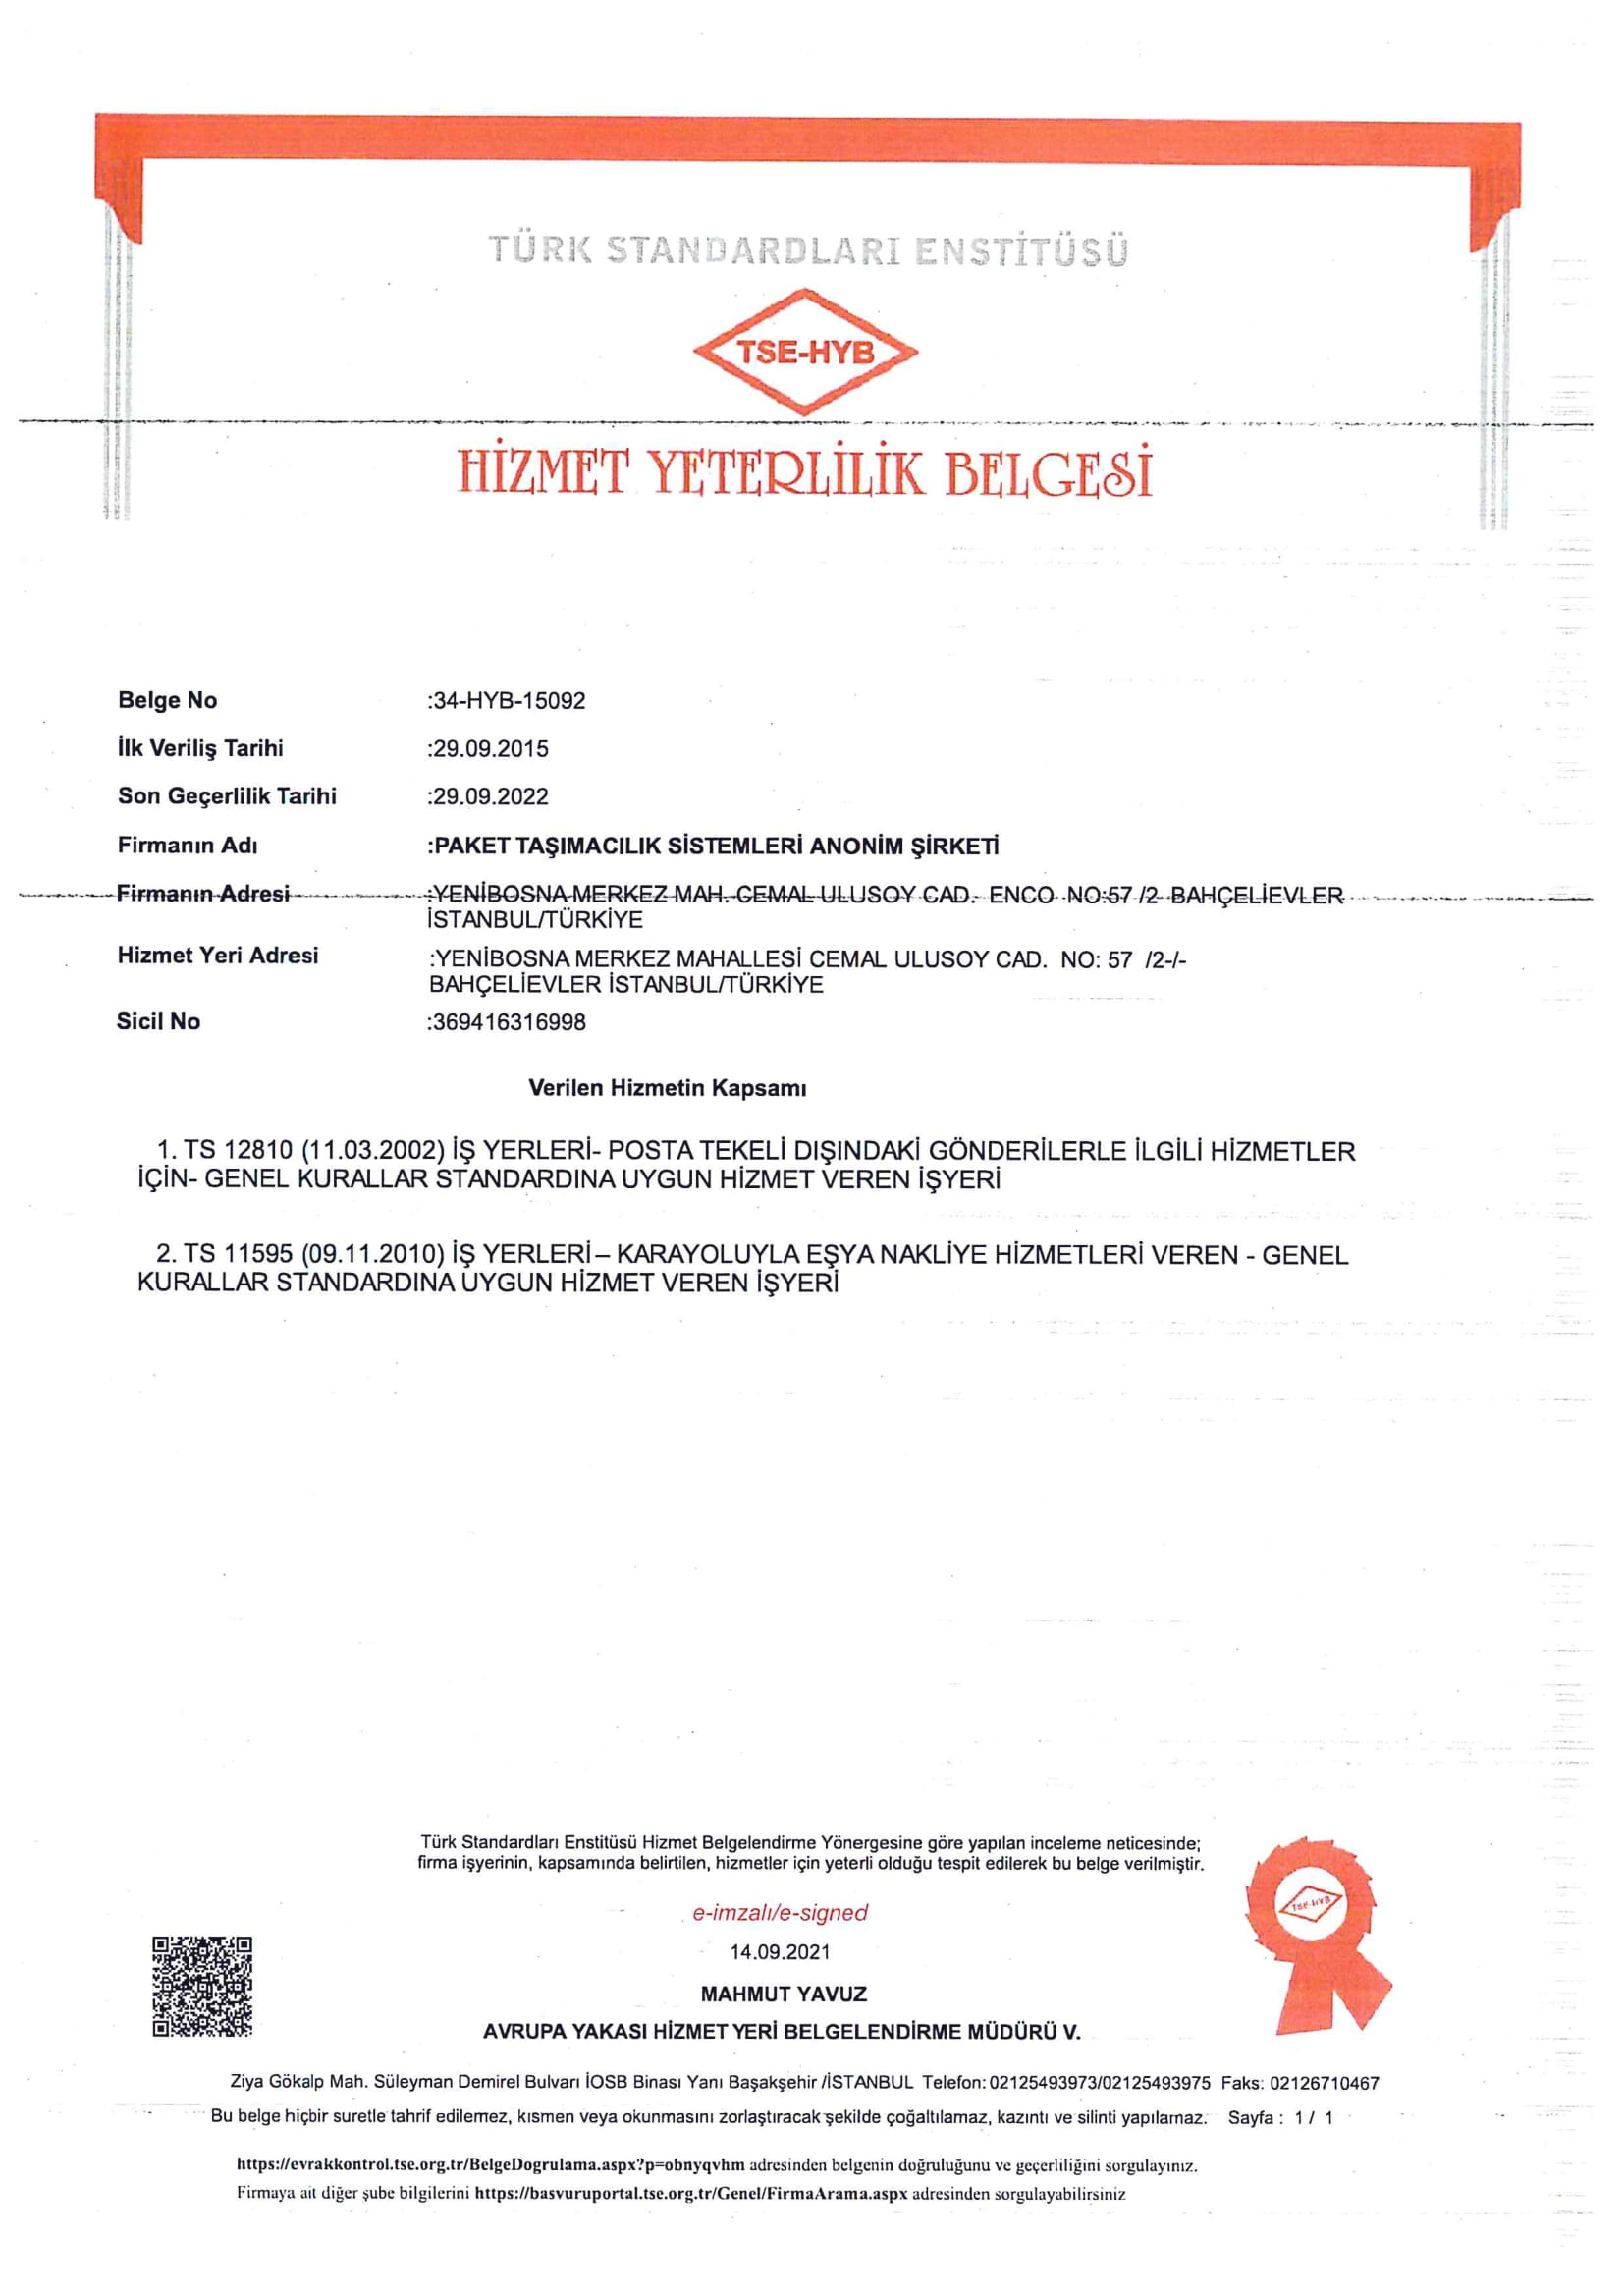 TÜRK STANDARDLARI ENSTİTÜSÜ
TSE-HYB
HİZMET YETERLİLİK BELGESİ
Belge No :34-HYB-15092
İlk Veriliş Tarihi :29.09.2015
Son Geçerlilik Tarihi :29.09.2022
Firmanın Adı :PAKET TAŞIMACILIK SİSTEMLERİ ANONİM ŞİRKETİ
Firmanın Adresi :YENİBOSNA MERKEZ MAH. CEMAL ULUSOY CAD. ENCO NO:57 /2 BAHÇELİEVLER
İSTANBUL/TÜRKİYE
Hizmet Yeri Adresi :YENİBOSNA MERKEZ MAHALLESİ CEMAL ULUSOY CAD. NO: 57 /2-/-
BAHÇELİEVLER İSTANBUL/TÜRKİYE
Sicil No :369416316998
Verilen Hizmetin Kapsamı
1. TS 12810 (11.03.2002) İŞ YERLERİ- POSTA TEKELİ DIŞINDAKİ GÖNDERİLERLE İLGİLİ HİZMETLER
İÇİN- GENEL KURALLAR STANDARDINA UYGUN HİZMET VEREN İŞYERİ
2. TS 11595 (09.11.2010) İŞ YERLERİ – KARAYOLUYLA EŞYA NAKLİYE HİZMETLERİ VEREN - GENEL
KURALLAR STANDARDINA UYGUN HİZMET VEREN İŞYERİ
Türk Standardları Enstitüsü Hizmet Belgelendirme Yönergesine göre yapılan inceleme neticesinde;
firma işyerinin, kapsamında belirtilen, hizmetler için yeterli olduğu tespit edilerek bu belge verilmiştir.
TSE-HYB
e-imzalı/e-signed
14.09.2021
MAHMUT YAVUZ
AVRUPA YAKASI HİZMET YERİ BELGELENDİRME MÜDÜRÜ V.
Ziya Gökalp Mah. Süleyman Demirel Bulvarı İOSB Binası Yanı Başakşehir /İSTANBUL Telefon: 02125493973/02125493975 Faks: 02126710467
Bu belge hiçbir suretle tahrif edilemez, kısmen veya okunmasını zorlaştıracak şekilde çoğaltılamaz, kazıntı ve silinti yapılamaz. Sayfa : 1 / 1
https://evrakkontrol.tse.org.tr/BelgeDogrulama.aspx?p=obnyqvhm adresinden belgenin doğruluğunu ve geçerliliğini sorgulayınız.
Firmaya ait diğer şube bilgilerini https://basvuruportal.tse.org.tr/Genel/FirmaArama.aspx adresinden sorgulayabilirsiniz